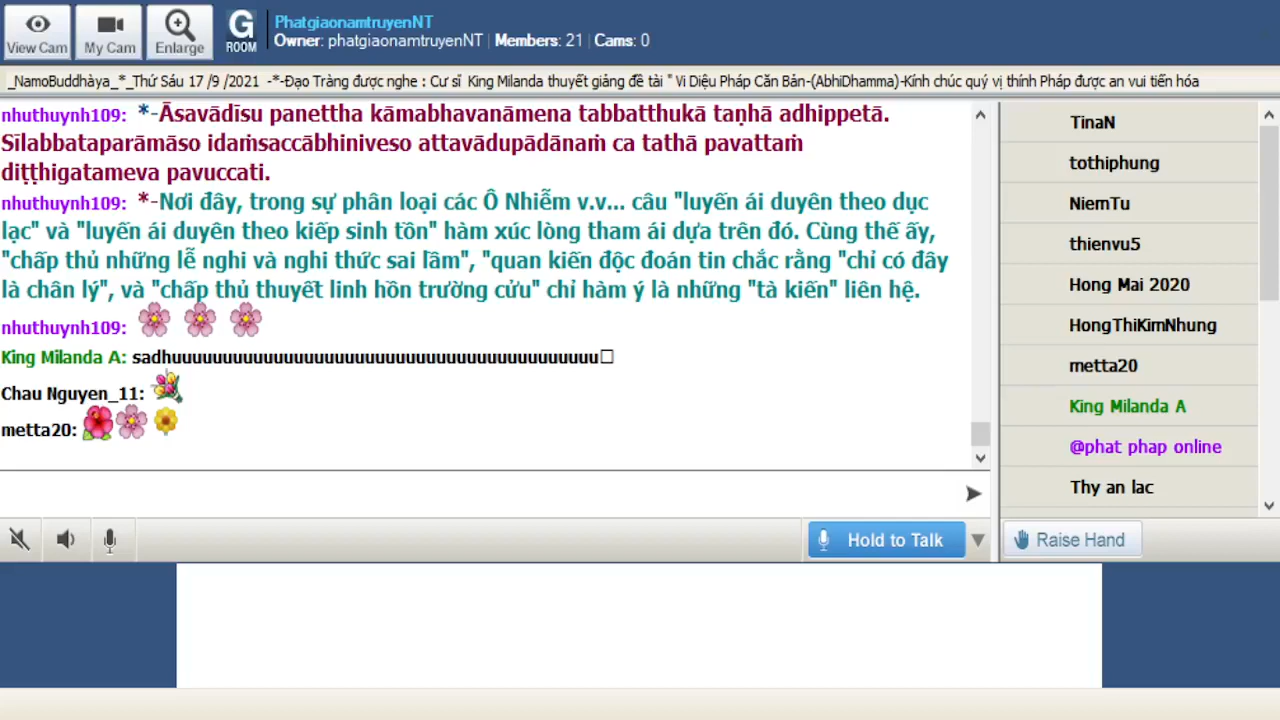 View Cam
My Cam
Enlarge
G
ROOM
PhatgiaonamtruyenNT
Owner: phatgiaonamtruyenNT | Members: 21 | Cams: 0
_NamoBuddhàya_*_Thứ Sáu 17 /9 /2021 -*-Đạo Tràng được nghe : Cư sĩ King Milanda thuyết giảng đề tài " Vi Diệu Pháp Căn Bản-(AbhiDhamma)-Kính chúc quý vị thính Pháp được an vui tiến hóa
nhuthuynh109: *-Āsavādīsu panettha kāmabhavanāmena tabbatthukā taṇhā adhippetā.
Sīlabbataparāmāso idaṁsaccābhiniveso attavādupādānaṁ ca tathā pavattaṁ
diṭṭhigatameva pavuccati.
nhuthuynh109: *-Nơi đây, trong sự phân loại các Ô Nhiễm v.v... câu "luyến ái duyên theo dục
lạc" và "luyến ái duyên theo kiếp sinh tồn" hàm xúc lòng tham ái dựa trên đó. Cùng thế ấy,
"chấp thủ những lễ nghi và nghi thức sai lầm", "quan kiến độc đoán tin chắc rằng "chỉ có đây
là chân lý", và "chấp thủ thuyết linh hồn trường cửu" chỉ hàm ý là những "tà kiến" liên hệ.
nhuthuynh109:
King Milanda A: sadhuuuuuuuuuuuuuuuuuuuuuuuuuuuuuuuuuuuuuuuuuu
Chau Nguyen_11:
metta20:
TinaN
tothiphung
NiemTu
thienvu5
Hong Mai 2020
HongThiKimNhung
metta20
King Milanda A
@phat phap online
Thy an lac
Hold to Talk
Raise Hand